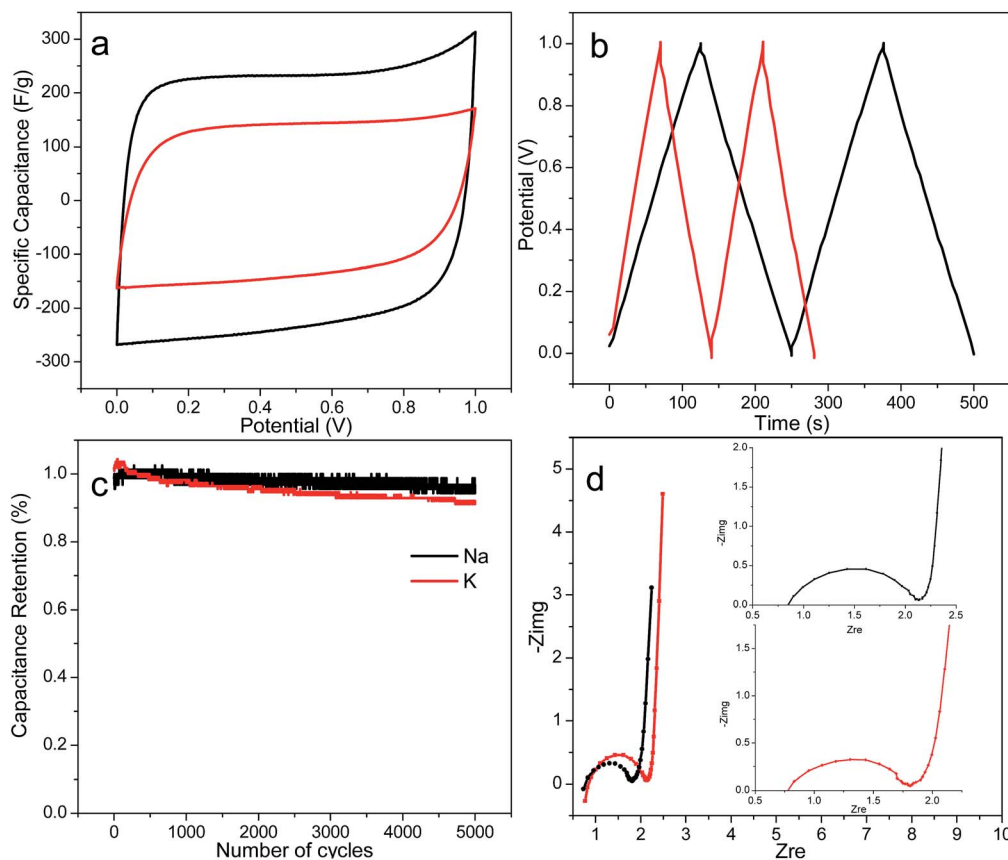 a
300
200
100
0
-100
-200
-300
Specific Capacitance (F/g)
0.0 0.2 0.4 0.6 0.8 1.0
Potential (V)
b
1.0
0.8
0.6
0.4
0.2
0.0
Potential (V)
0 100 200 300 400 500
Time (s)
c
1.0
0.8
0.6
0.4
0.2
0.0
Capacitance Retention (%)
Na
K
0 1000 2000 3000 4000 5000
Number of cycles
d
5
4
3
2
1
0
-Zimg
1 2 3 4 5 6 7 8 9 10
Zre
2.0
1.5
1.0
0.5
0.0
-Zimg
0.5 1.0 1.5 2.0 2.5
Zre
1.5
1.0
0.5
0.0
-Zimg
0.5 1.0 1.5 2.0
Zre